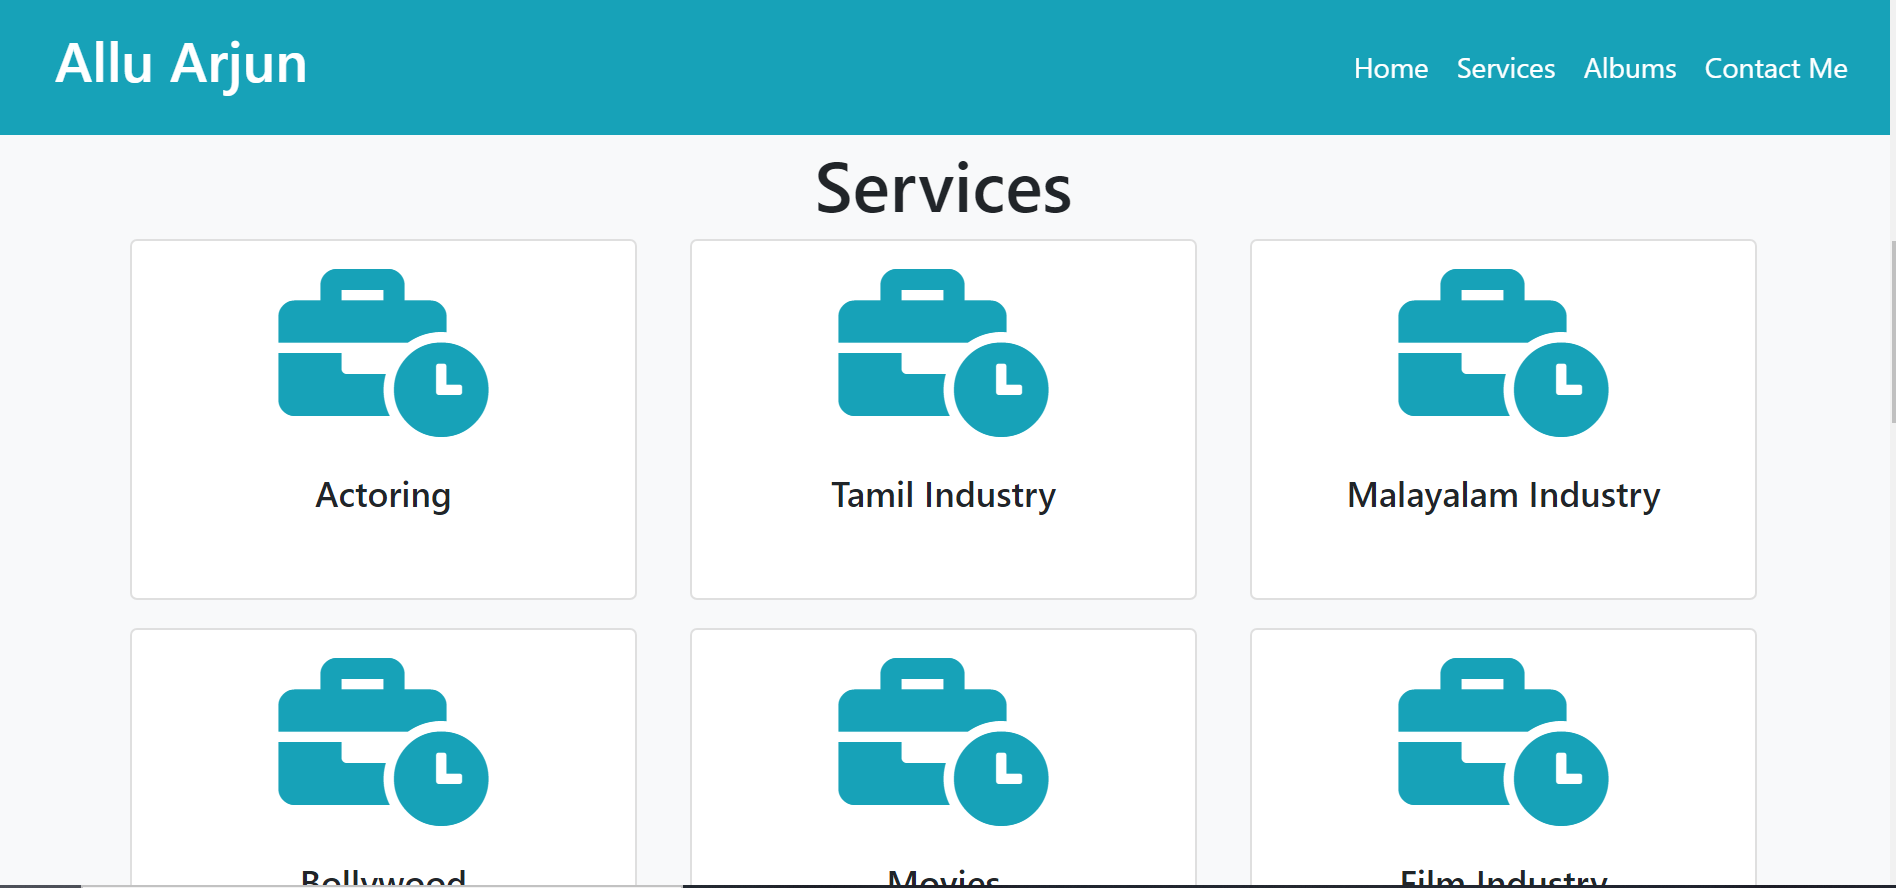 Allu Arjun
Home Services Albums Contact Me
Services
Actoring
Tamil Industry
Malayalam Industry
Bollywood
Movies
Film Industry